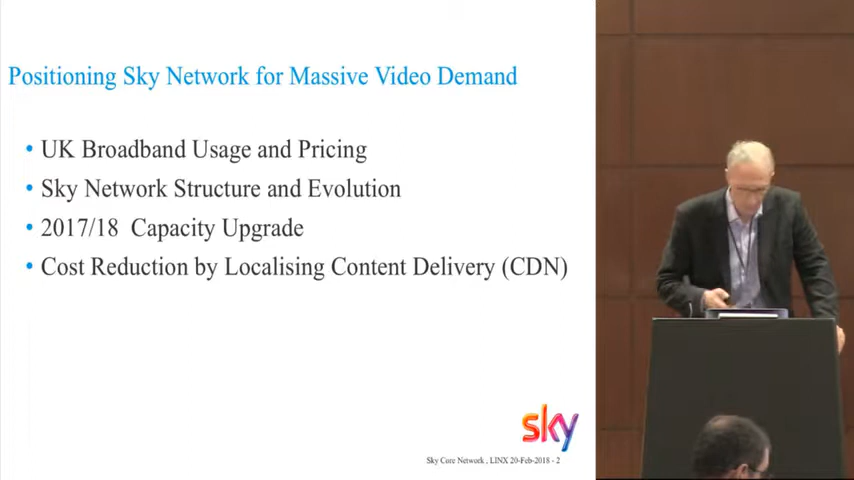 Positioning Sky Network for Massive Video Demand
• UK Broadband Usage and Pricing
• Sky Network Structure and Evolution
• 2017/18 Capacity Upgrade
• Cost Reduction by Localising Content Delivery (CDN)
sky
Sky Core Network , LINX 20-Feb-2018 - 2